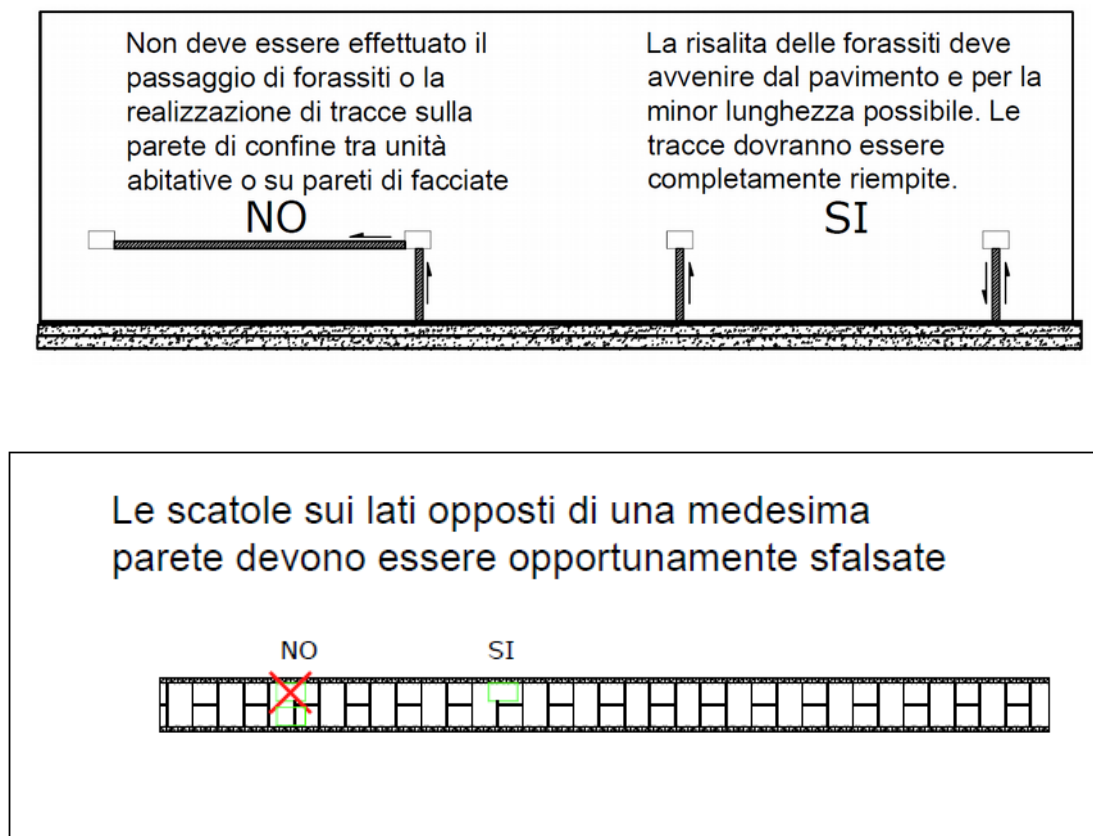 Non deve essere effettuato il
passaggio di forassiti o la
realizzazione di tracce sulla
parete di confine tra unità
abitative o su pareti di facciate
NO
La risalita delle forassiti deve
avvenire dal pavimento e per la
minor lunghezza possibile. Le
tracce dovranno essere
completamente riempite.
SI
Le scatole sui lati opposti di una medesima
parete devono essere opportunamente sfalsate
NO
SI